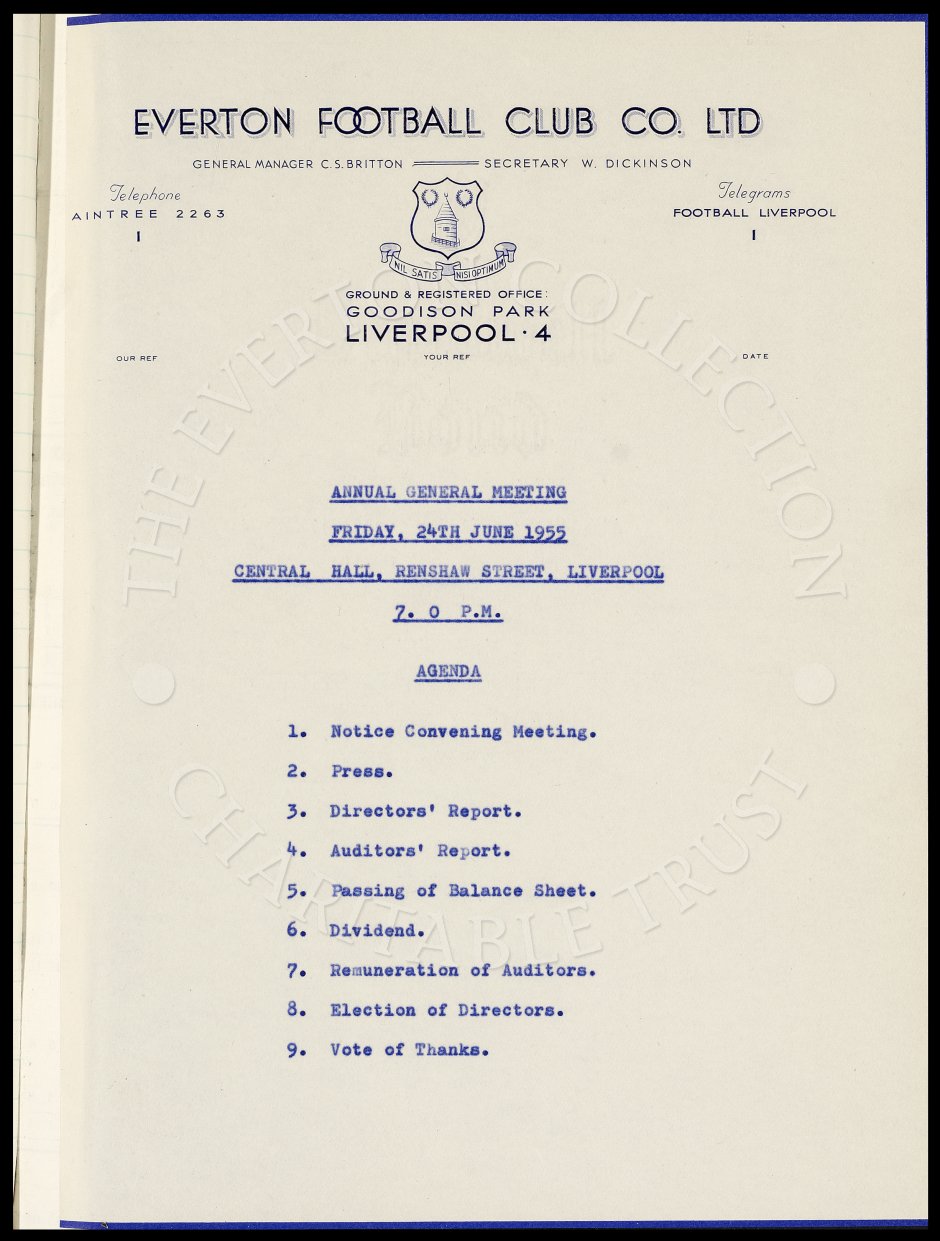 EVERTON FOOTBALL CLUB CO. LTD
GENERAL MANAGER C.S. BRITTON SECRETARY W. DICKINSON
Telephone
AINTREE 2263
Telegrams
FOOTBALL LIVERPOOL
NIL SATIS NISI OPTIMUM
GROUND & REGISTERED OFFICE:
GOODISON PARK
LIVERPOOL · 4
OUR REF YOUR REF DATE
THE EVERTON COLLECTION
CHARITABLE TRUST
ANNUAL GENERAL MEETING
FRIDAY, 24TH JUNE 1955
CENTRAL HALL, RENSHAW STREET, LIVERPOOL
7. 0 P.M.
AGENDA
1. Notice Convening Meeting.
2. Press.
3. Directors' Report.
4. Auditors' Report.
5. Passing of Balance Sheet.
6. Dividend.
7. Remuneration of Auditors.
8. Election of Directors.
9. Vote of Thanks.